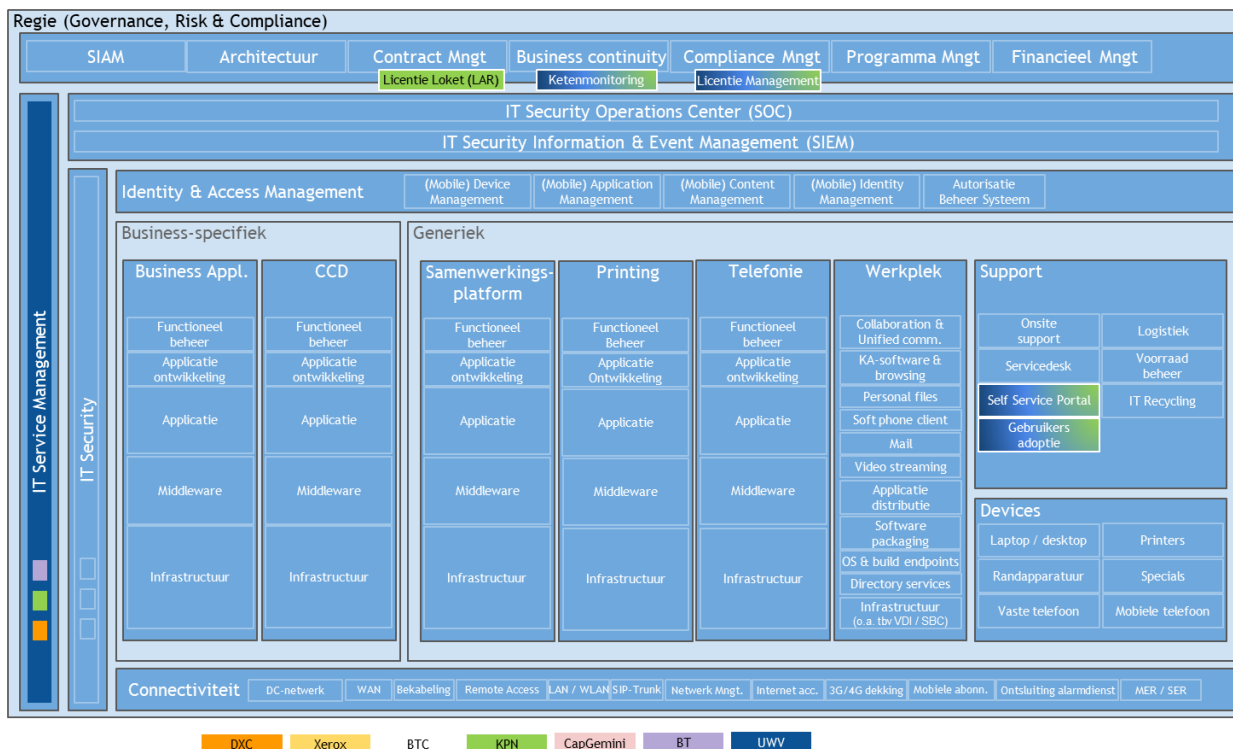 Regie (Governance, Risk & Compliance)
SIAM
Architectuur
Contract Mngt
Business continuity
Compliance Mngt
Programma Mngt
Financieel Mngt
Licentie Loket (LAR)
Ketenmonitoring
Licentie Management
IT Service Management
IT Security Operations Center (SOC)
IT Security Information & Event Management (SIEM)
IT Security
Identity & Access Management
(Mobile) Device
Management
(Mobile) Application
Management
(Mobile) Content
Management
(Mobile) Identity
Management
Autorisatie
Beheer Systeem
Business-specifiek
Business Appl.
Functioneel
beheer
Applicatie
ontwikkeling
Applicatie
Middleware
Infrastructuur
CCD
Functioneel
beheer
Applicatie
ontwikkeling
Applicatie
Middleware
Infrastructuur
Generiek
Samenwerkings-
platform
Functioneel
beheer
Applicatie
ontwikkeling
Applicatie
Middleware
Infrastructuur
Printing
Functioneel
Beheer
Applicatie
Ontwikkeling
Applicatie
Middleware
Infrastructuur
Telefonie
Functioneel
beheer
Applicatie
ontwikkeling
Applicatie
Middleware
Infrastructuur
Werkplek
Collaboration &
Unified comm.
KA-software &
browsing
Personal files
Soft phone client
Mail
Video streaming
Applicatie
distributie
Software
packaging
OS & build endpoints
Directory services
Infrastructuur
(o.a. tbv VDI / SBC)
Support
Onsite
support
Logistiek
Servicedesk
Voorraad
beheer
Self Service Portal
IT Recycling
Gebruikers
adoptie
Devices
Laptop / desktop
Printers
Randapparatuur
Specials
Vaste telefoon
Mobiele telefoon
Connectiviteit
DC-netwerk
WAN
Bekabeling
Remote Access
LAN / WLAN
SIP-Trunk
Netwerk Mngt.
Internet acc.
3G/4G dekking
Mobiele abonn.
Ontsluiting alarmdienst
MER / SER
DXC
Xerox
BTC
KPN
CapGemini
BT
UWV